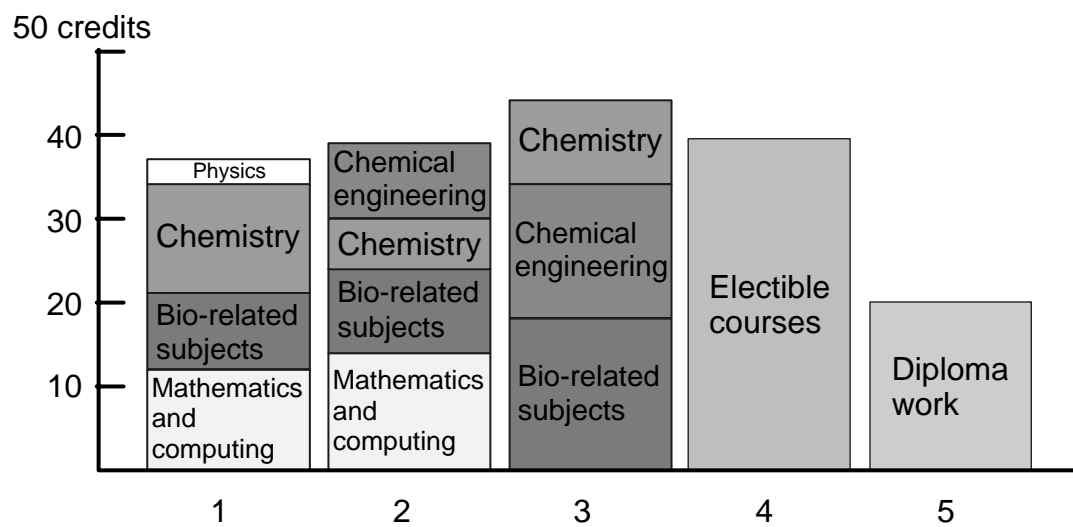 50 credits
40
30
20
10
Physics
Chemistry
Bio-related
subjects
Mathematics
and
computing
Chemical
engineering
Chemistry
Bio-related
subjects
Mathematics
and
computing
Chemistry
Chemical
engineering
Bio-related
subjects
Electible
courses
Diploma
work
1
2
3
4
5